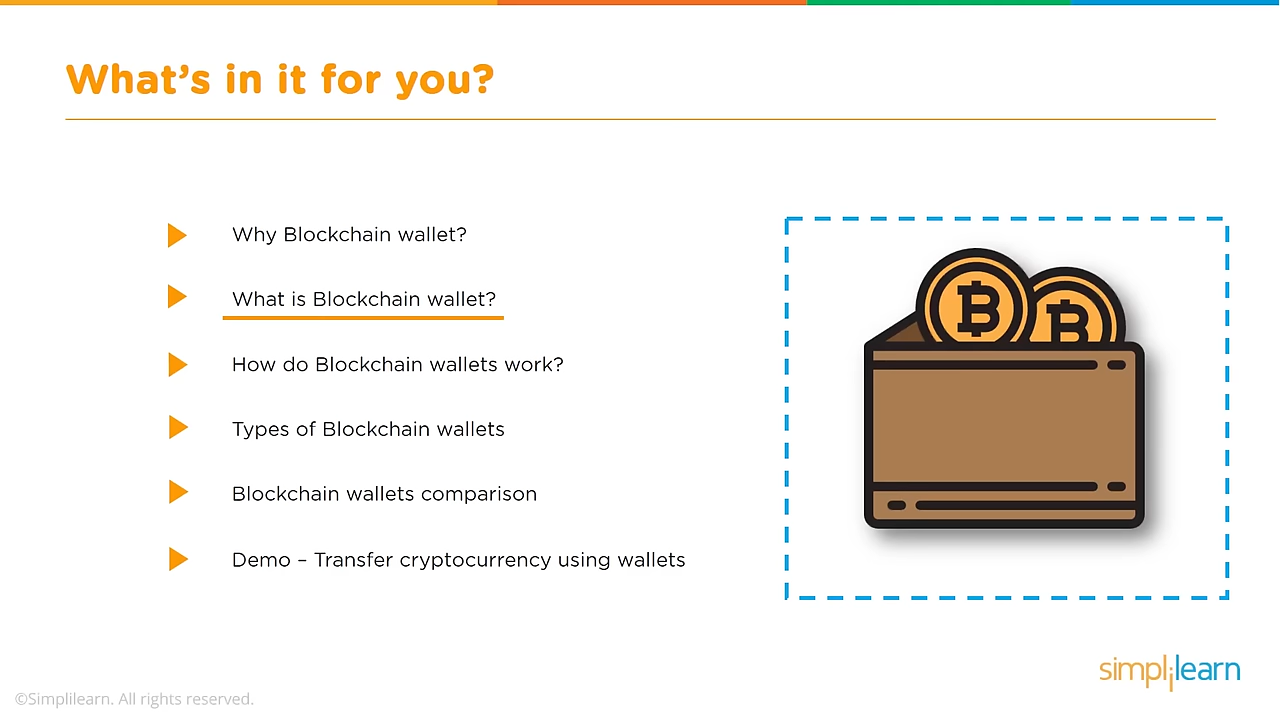 What's in it for you?
Why Blockchain wallet?
What is Blockchain wallet?
How do Blockchain wallets work?
Types of Blockchain wallets
Blockchain wallets comparison
Demo – Transfer cryptocurrency using wallets
simplilearn
©Simplilearn. All rights reserved.